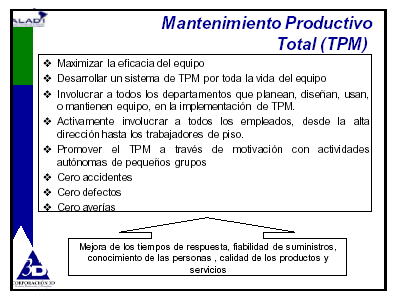 ALADI
Mantenimiento Productivo
Total (TPM)
❖ Maximizar la eficacia del equipo
❖ Desarrollar un sistema de TPM por toda la vida del equipo
❖ Involucrar a todos los departamentos que planean, diseñan, usan,
o mantienen equipo, en la implementación de TPM.
❖ Activamente involucrar a todos los empleados, desde la alta
dirección hasta los trabajadores de piso.
❖ Promover el TPM a través de motivación con actividades
autónomas de pequeños grupos
❖ Cero accidentes
❖ Cero defectos
❖ Cero averías
Mejora de los tiempos de respuesta, fiabilidad de suministros,
conocimiento de las personas , calidad de los productos y
servicios
3D
CORPORACIÓN 3D